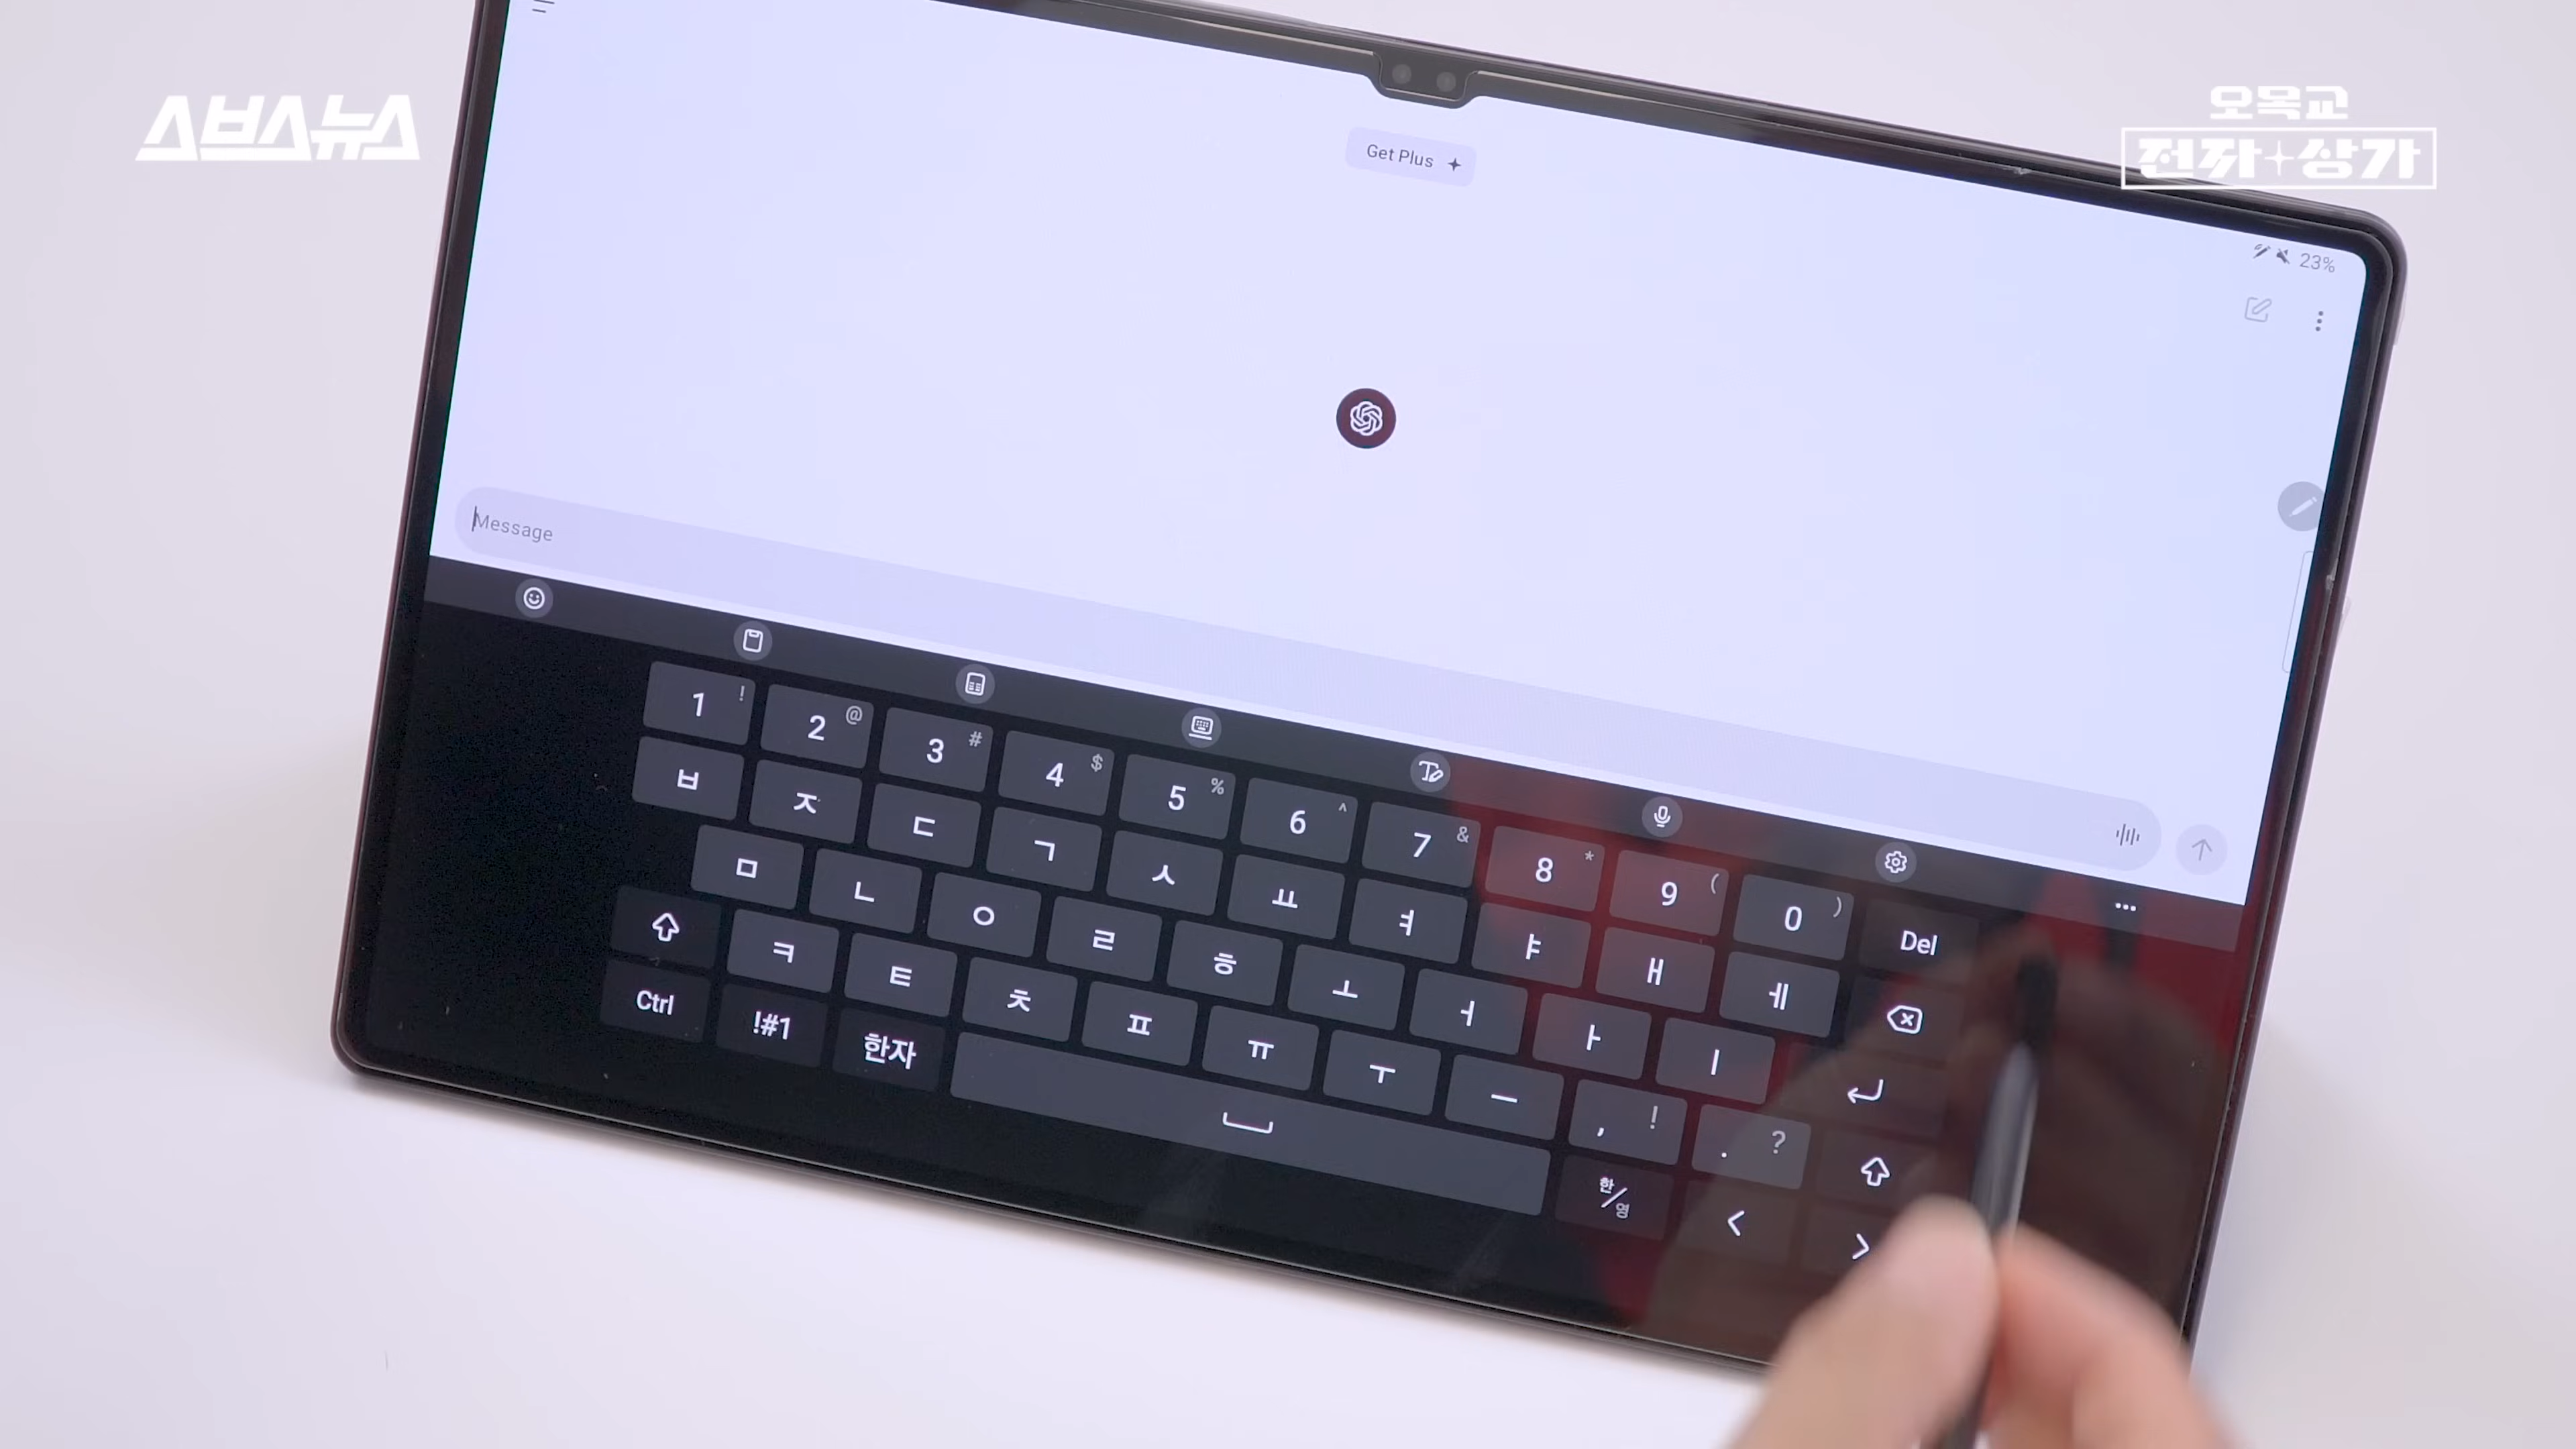 스브스뉴스
오목교
전자+상가
Get Plus
23%
Message
1 ! 2 @ 3 # 4 $ 5 % 6 ^ 7 & 8 * 9 ( 0 ) Del
ㅂ ㅈ ㄷ ㄱ ㅅ ㅛ ㅕ ㅑ ㅐ ㅔ
ㅁ ㄴ ㅇ ㄹ ㅎ ㅗ ㅓ ㅏ ㅣ
ㅋ ㅌ ㅊ ㅍ ㅠ ㅜ ㅡ , ! . ?
Ctrl !#1 한자 한/영 < >